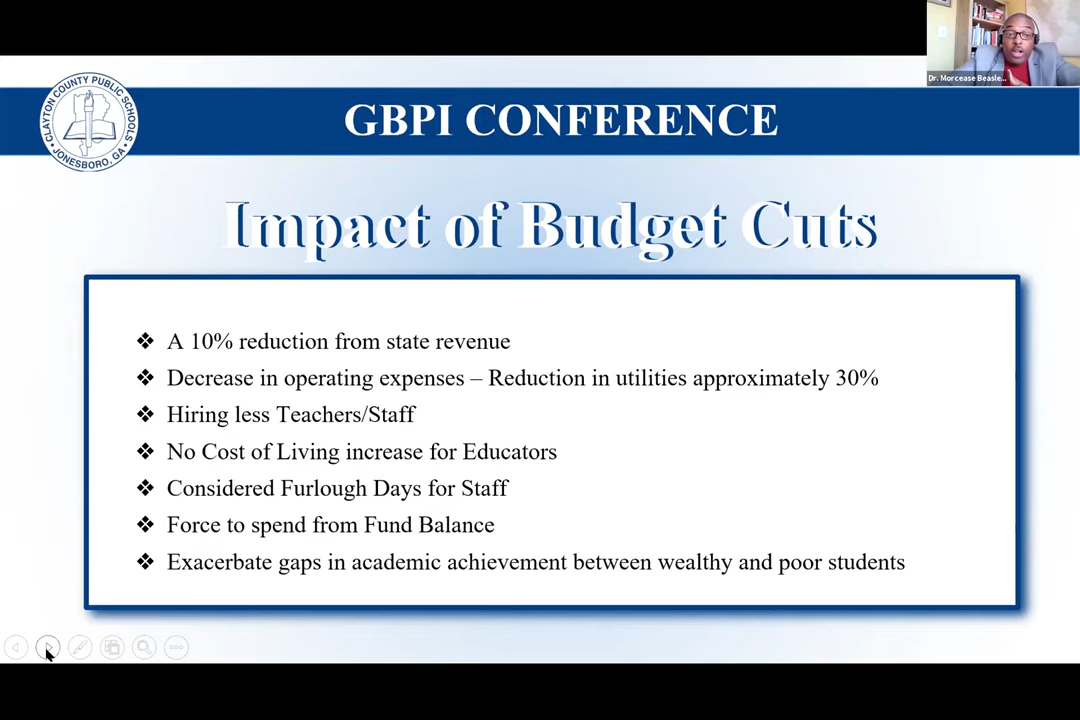 Dr. Morcease Beasle...
CLAYTON COUNTY PUBLIC SCHOOLS
• JONESBORO, GA •
GBPI CONFERENCE
Impact of Budget Cuts
❖ A 10% reduction from state revenue
❖ Decrease in operating expenses – Reduction in utilities approximately 30%
❖ Hiring less Teachers/Staff
❖ No Cost of Living increase for Educators
❖ Considered Furlough Days for Staff
❖ Force to spend from Fund Balance
❖ Exacerbate gaps in academic achievement between wealthy and poor students